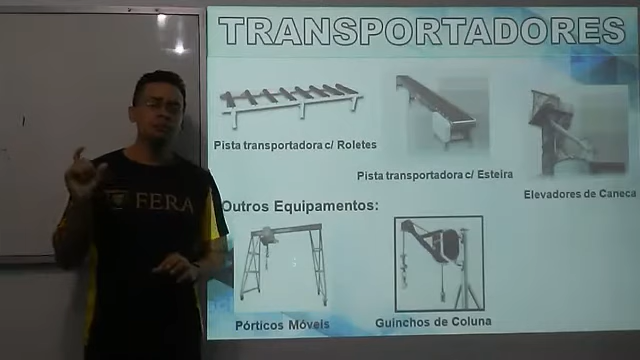 TRANSPORTADORES
Pista transportadora c/ Roletes
Pista transportadora c/ Esteira
Elevadores de Caneca
Outros Equipamentos:
Pórticos Móveis
Guinchos de Coluna
FERA